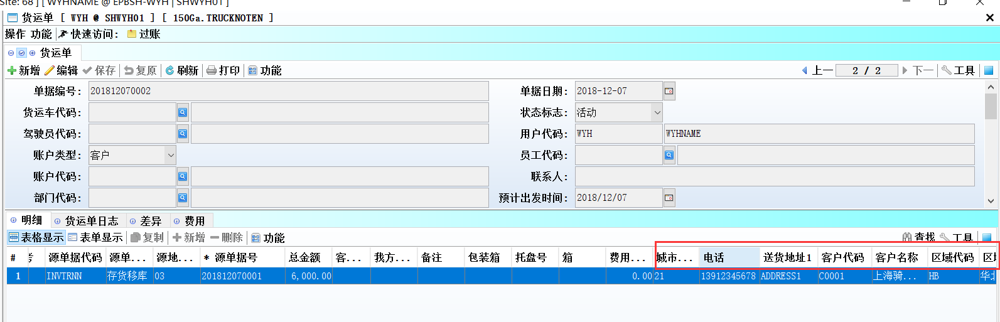 Site: 68 ] [ WYHNAME @ EPBSH-WYH | SHWYH01 ]
货运单 [ WYH @ SHWYH01 ] [ 150Ga.TRUCKNOTEN ]
操作 功能 快速访问: 过账
货运单
新增 编辑 保存 复原 刷新 打印 功能 上一 2 / 2 下一 工具
单据编号: 201812070002 单据日期: 2018-12-07
货运车代码: 状态标志: 活动
驾驶员代码: 用户代码: WYH WYHNAME
账户类型: 客户 员工代码:
账户代码: 联系人:
部门代码: 预计出发时间: 2018/12/07
明细 货运单日志 差异 费用
表格显示 表单显示 复制 新增 删除 功能 查找 工具
# 源单据代码 源单... 源地... * 源单据号 总金额 客... 我方... 备注 包装箱 托盘号 箱 费用... 城市... 电话 送货地址1 客户代码 客户名称 区域代码
1 INVTRNN 存货移库 03 201812070001 6,000.00 0.00 21 13912345678 ADDRESS1 C0001 上海骑... HB 华北